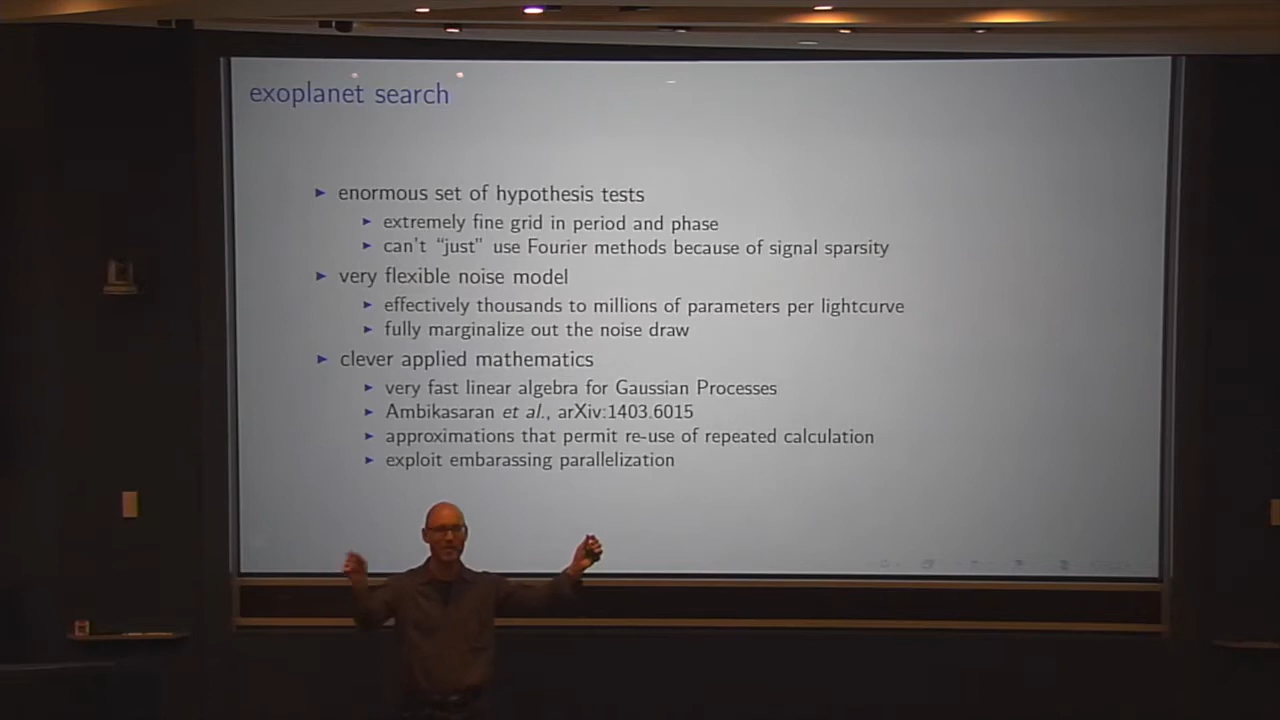 exoplanet search
► enormous set of hypothesis tests
► extremely fine grid in period and phase
► can't "just" use Fourier methods because of signal sparsity
► very flexible noise model
► effectively thousands to millions of parameters per lightcurve
► fully marginalize out the noise draw
► clever applied mathematics
► very fast linear algebra for Gaussian Processes
► Ambikasaran et al., arXiv:1403.6015
► approximations that permit re-use of repeated calculation
► exploit embarassing parallelization